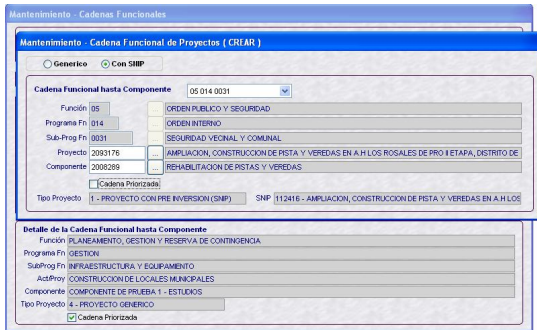 Mantenimiento - Cadenas Funcionales
Mantenimiento - Cadena Funcional de Proyectos ( CREAR )
Generico Con SNIP
Cadena Funcional hasta Componente 05 014 0031
Función 05 ... ORDEN PUBLICO Y SEGURIDAD
Programa Fn 014 ... ORDEN INTERNO
Sub-Prog Fn 0031 ... SEGURIDAD VECINAL Y COMUNAL
Proyecto 2093176 ... AMPLIACION, CONSTRUCCION DE PISTA Y VEREDAS EN A.H LOS ROSALES DE PRO II ETAPA, DISTRITO DE
Componente 2008289 ... REHABILITACION DE PISTAS Y VEREDAS
Cadena Priorizada
Tipo Proyecto 1 - PROYECTO CON PRE INVERSION (SNIP) SNIP 112416 - AMPLIACION, CONSTRUCCION DE PISTA Y VEREDAS EN A.H LOS
Detalle de la Cadena Funcional hasta Componente
Función PLANEAMIENTO, GESTION Y RESERVA DE CONTINGENCIA
Programa Fn GESTION
SubProg Fn INFRAESTRUCTURA Y EQUIPAMIENTO
Act/Proy CONSTRUCCION DE LOCALES MUNICIPALES
Componente COMPONENTE DE PRUEBA 1 - ESTUDIOS
Tipo Proyecto 4 - PROYECTO GENERICO
Cadena Priorizada